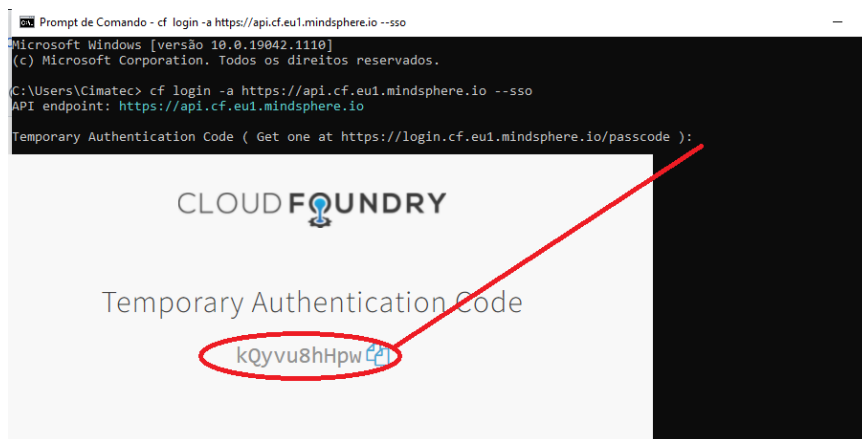 Prompt de Comando - cf login -a https://api.cf.eu1.mindsphere.io --sso
Microsoft Windows [versão 10.0.19042.1110]
(c) Microsoft Corporation. Todos os direitos reservados.
C:\Users\Cimatec> cf login -a https://api.cf.eu1.mindsphere.io --sso
API endpoint: https://api.cf.eu1.mindsphere.io
Temporary Authentication Code ( Get one at https://login.cf.eu1.mindsphere.io/passcode ):
CLOUD FOUNDRY
Temporary Authentication Code
kQyvu8hHpw